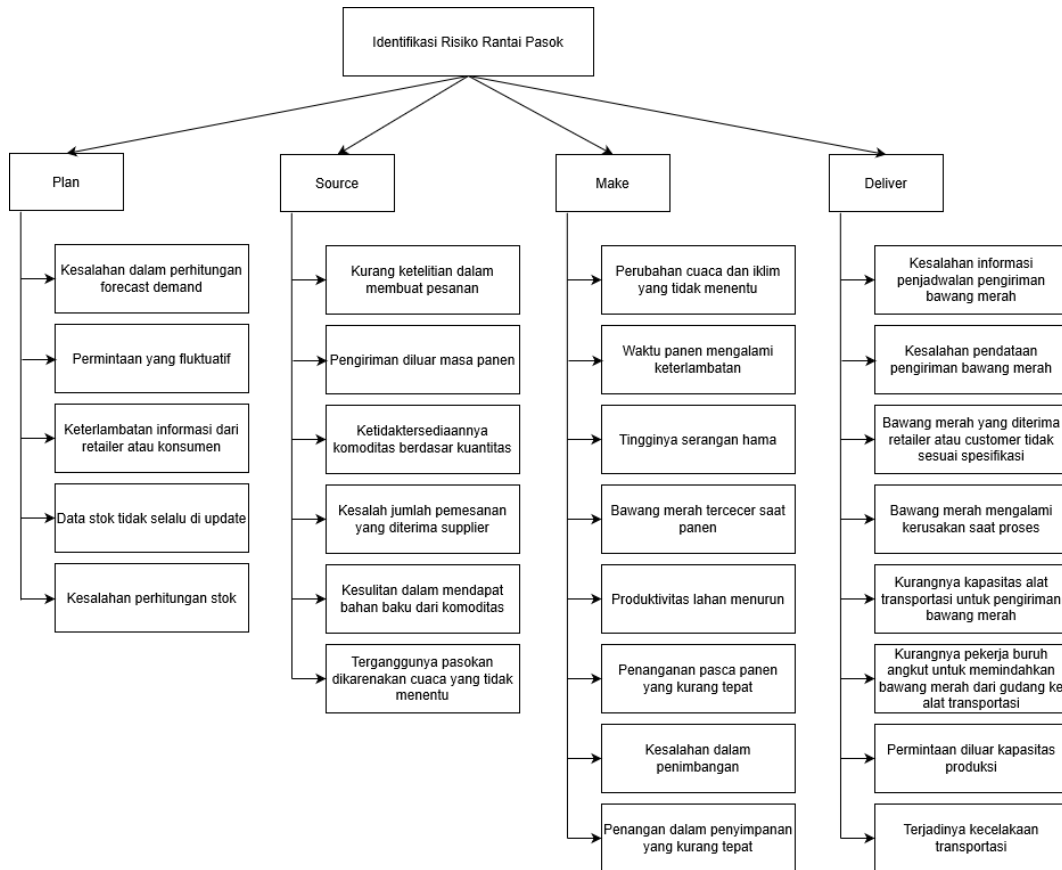 Identifikasi Risiko Rantai Pasok
Plan
Source
Make
Deliver
Kesalahan dalam perhitungan
forecast demand
Permintaan yang fluktuatif
Keterlambatan informasi dari
retailer atau konsumen
Data stok tidak selalu di update
Kesalahan perhitungan stok
Kurang ketelitian dalam
membuat pesanan
Pengiriman diluar masa panen
Ketidaktersediaannya
komoditas berdasar kuantitas
Kesalah jumlah pemesanan
yang diterima supplier
Kesulitan dalam mendapat
bahan baku dari komoditas
Terganggunya pasokan
dikarenakan cuaca yang tidak
menentu
Perubahan cuaca dan iklim
yang tidak menentu
Waktu panen mengalami
keterlambatan
Tingginya serangan hama
Bawang merah tercecer saat
panen
Produktivitas lahan menurun
Penanganan pasca panen
yang kurang tepat
Kesalahan dalam
penimbangan
Penangan dalam penyimpanan
yang kurang tepat
Kesalahan informasi
penjadwalan pengiriman
bawang merah
Kesalahan pendataan
pengiriman bawang merah
Bawang merah yang diterima
retailer atau customer tidak
sesuai spesifikasi
Bawang merah mengalami
kerusakan saat proses
Kurangnya kapasitas alat
transportasi untuk pengiriman
bawang merah
Kurangnya pekerja buruh
angkut untuk memindahkan
bawang merah dari gudang ke
alat transportasi
Permintaan diluar kapasitas
produksi
Terjadinya kecelakaan
transportasi